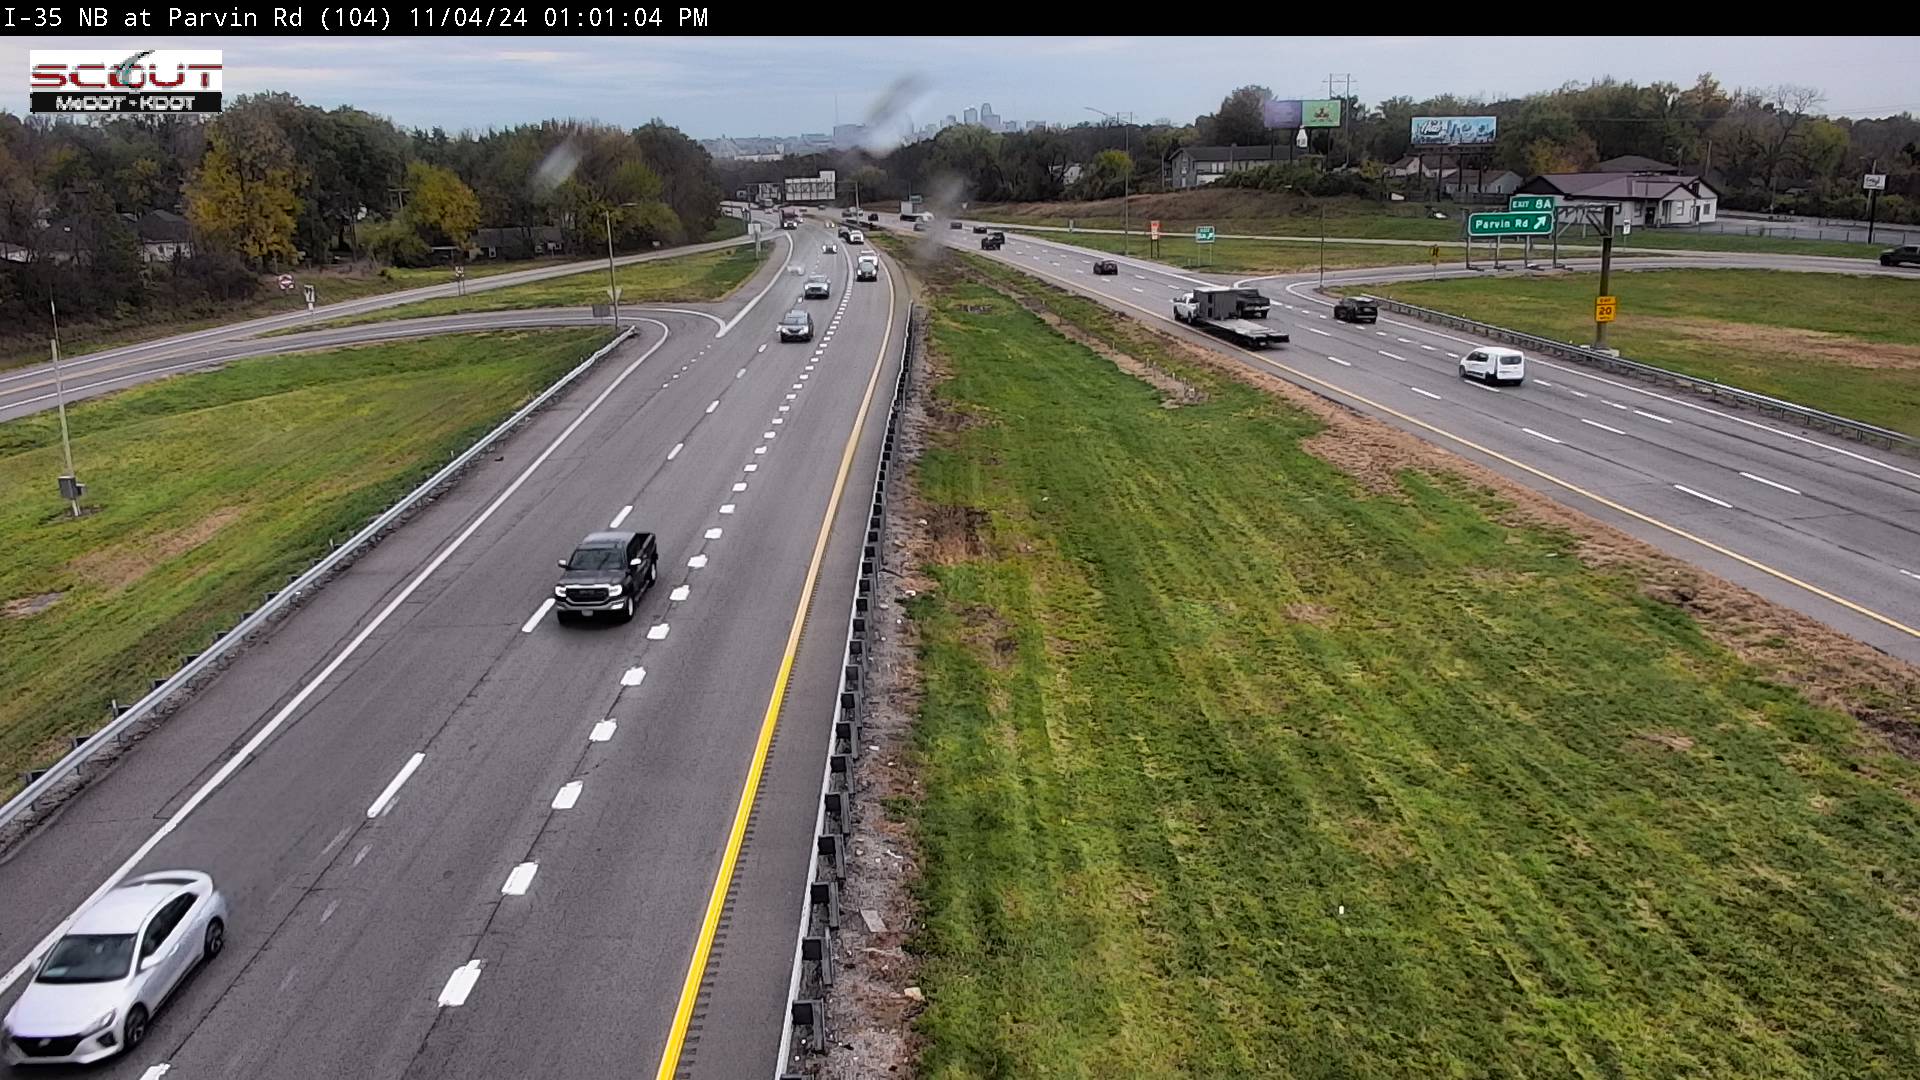 I-35 NB at Parvin Rd (104) 11/04/24 01:01:04 PM
SCOUT
MoDOT - KDOT
EXIT 8A
Parvin Rd
EXIT
20